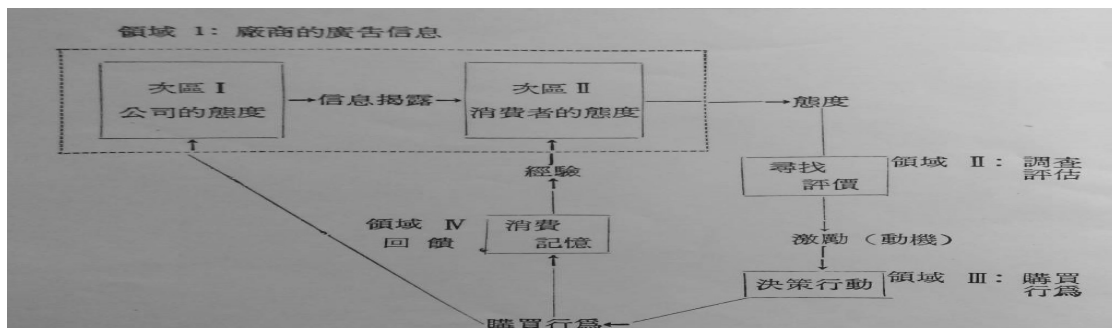 領域 1: 廠商的廣告信息
次區 I
公司的態度
信息揭露
次區 II
消費者的態度
態度
尋找
評價
領域 II: 調查
評估
經驗
領域 IV
回饋
消費
記憶
激勵(動機)
決策行動
領域 III: 購買
行爲
購買行爲